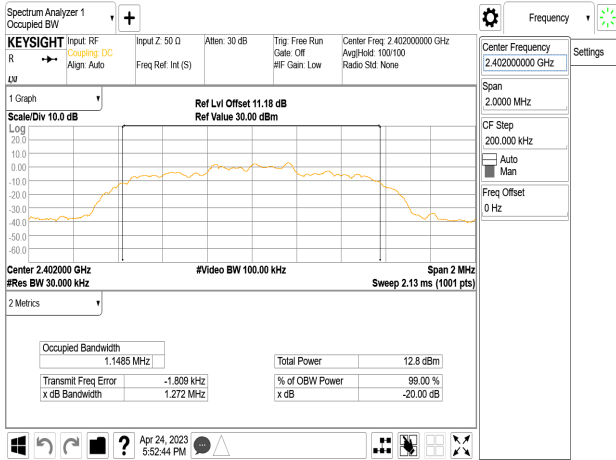 Spectrum Analyzer 1
Occupied BW
Frequency
KEYSIGHT Input: RF Input Z: 50 Ω Atten: 30 dB Trig: Free Run Center Freq: 2.402000000 GHz
R Coupling: DC Gate: Off Avg|Hold: 100/100
Align: Auto Freq Ref: Int (S) #IF Gain: Low Radio Std: None
LXI
Center Frequency
2.402000000 GHz
Settings
Span
2.0000 MHz
CF Step
200.000 kHz
Auto
Man
Freq Offset
0 Hz
1 Graph
Ref Lvl Offset 11.18 dB
Scale/Div 10.0 dB Ref Value 30.00 dBm
Log
20.0
10.0
0.00
-10.0
-20.0
-30.0
-40.0
-50.0
-60.0
Center 2.402000 GHz #Video BW 100.00 kHz Span 2 MHz
#Res BW 30.000 kHz Sweep 2.13 ms (1001 pts)
2 Metrics
Occupied Bandwidth
1.1485 MHz Total Power 12.8 dBm
Transmit Freq Error -1.809 kHz % of OBW Power 99.00 %
x dB Bandwidth 1.272 MHz x dB -20.00 dB
Apr 24, 2023
5:52:44 PM